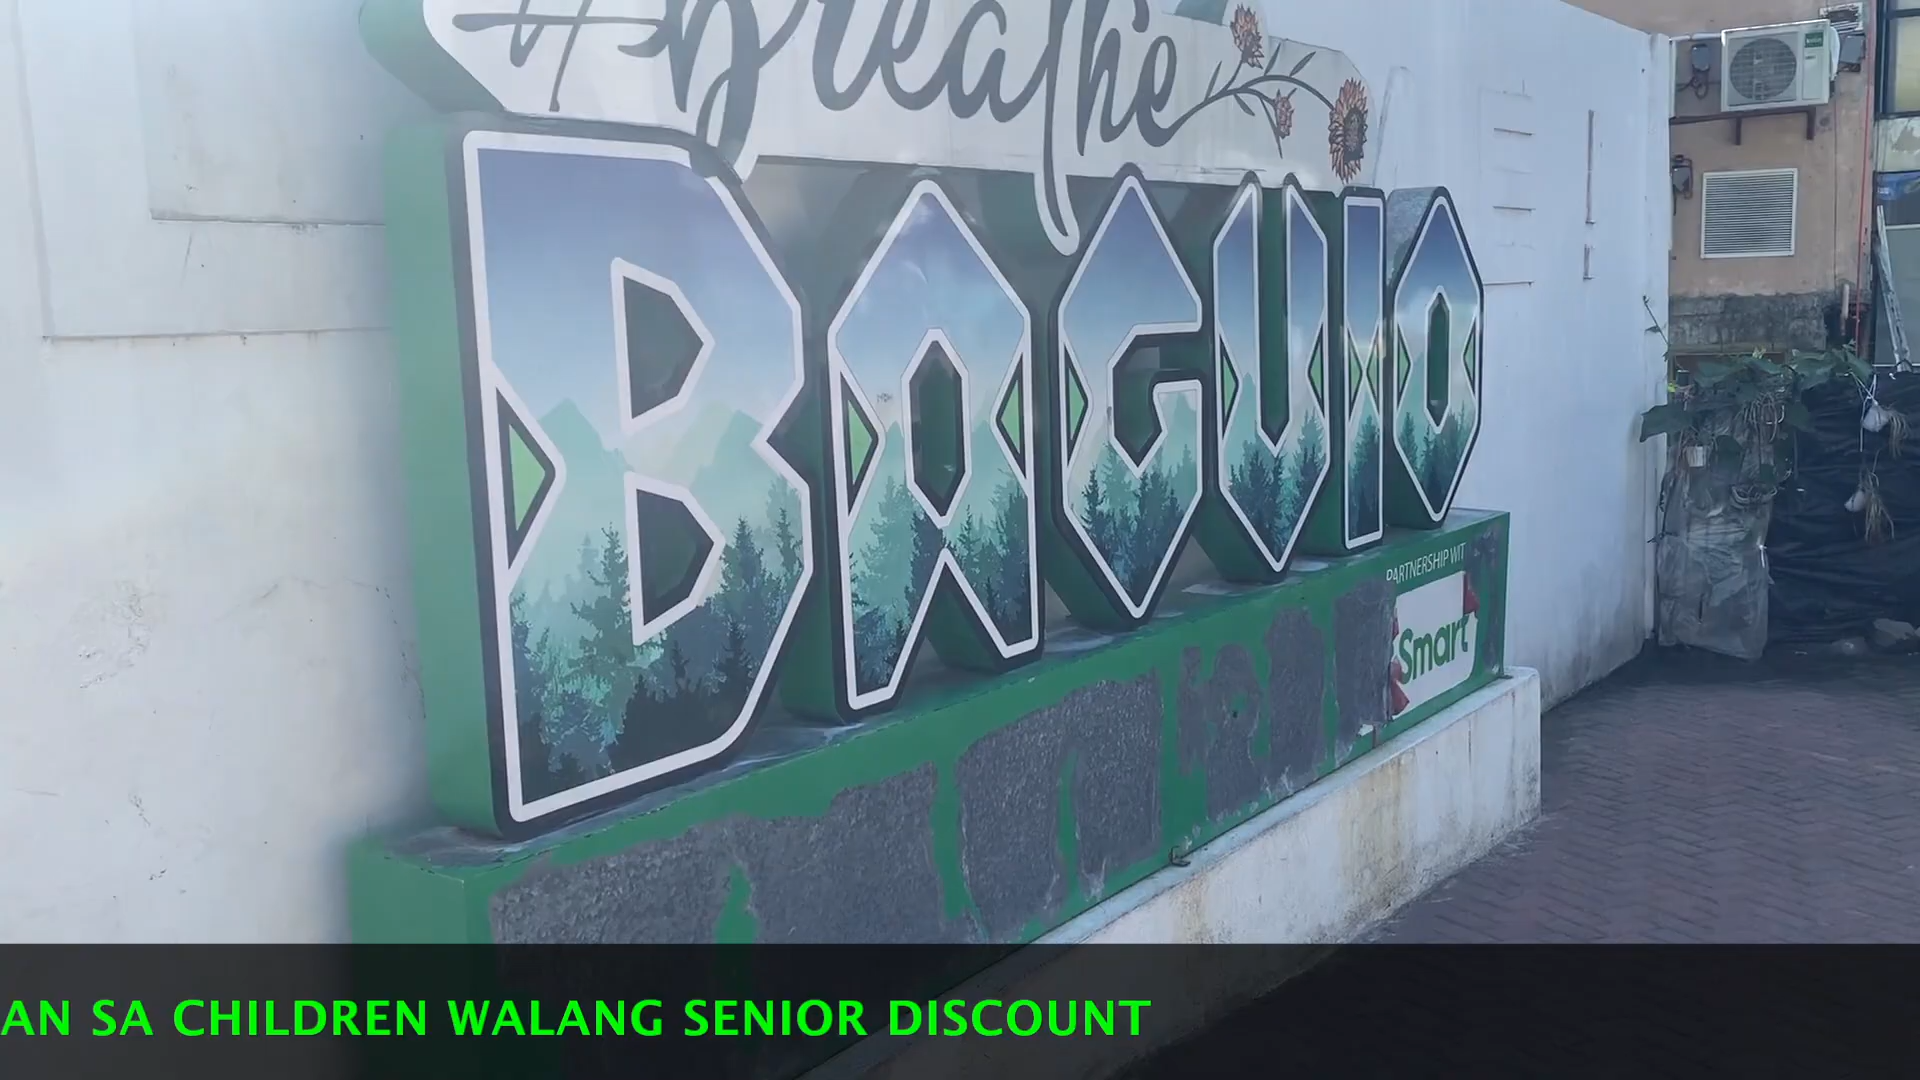 #breathe
BAGUIO
PARTNERSHIP WIT
Smart
AN SA CHILDREN WALANG SENIOR DISCOUNT